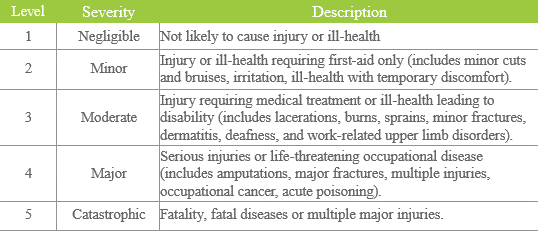 Level Severity Description
1 Negligible Not likely to cause injury or ill-health
2 Minor Injury or ill-health requiring first-aid only (includes minor cuts
and bruises, irritation, ill-health with temporary discomfort).
3 Moderate Injury requiring medical treatment or ill-health leading to
disability (includes lacerations, burns, sprains, minor fractures,
dermatitis, deafness, and work-related upper limb disorders).
4 Major Serious injuries or life-threatening occupational disease
(includes amputations, major fractures, multiple injuries,
occupational cancer, acute poisoning).
5 Catastrophic Fatality, fatal diseases or multiple major injuries.